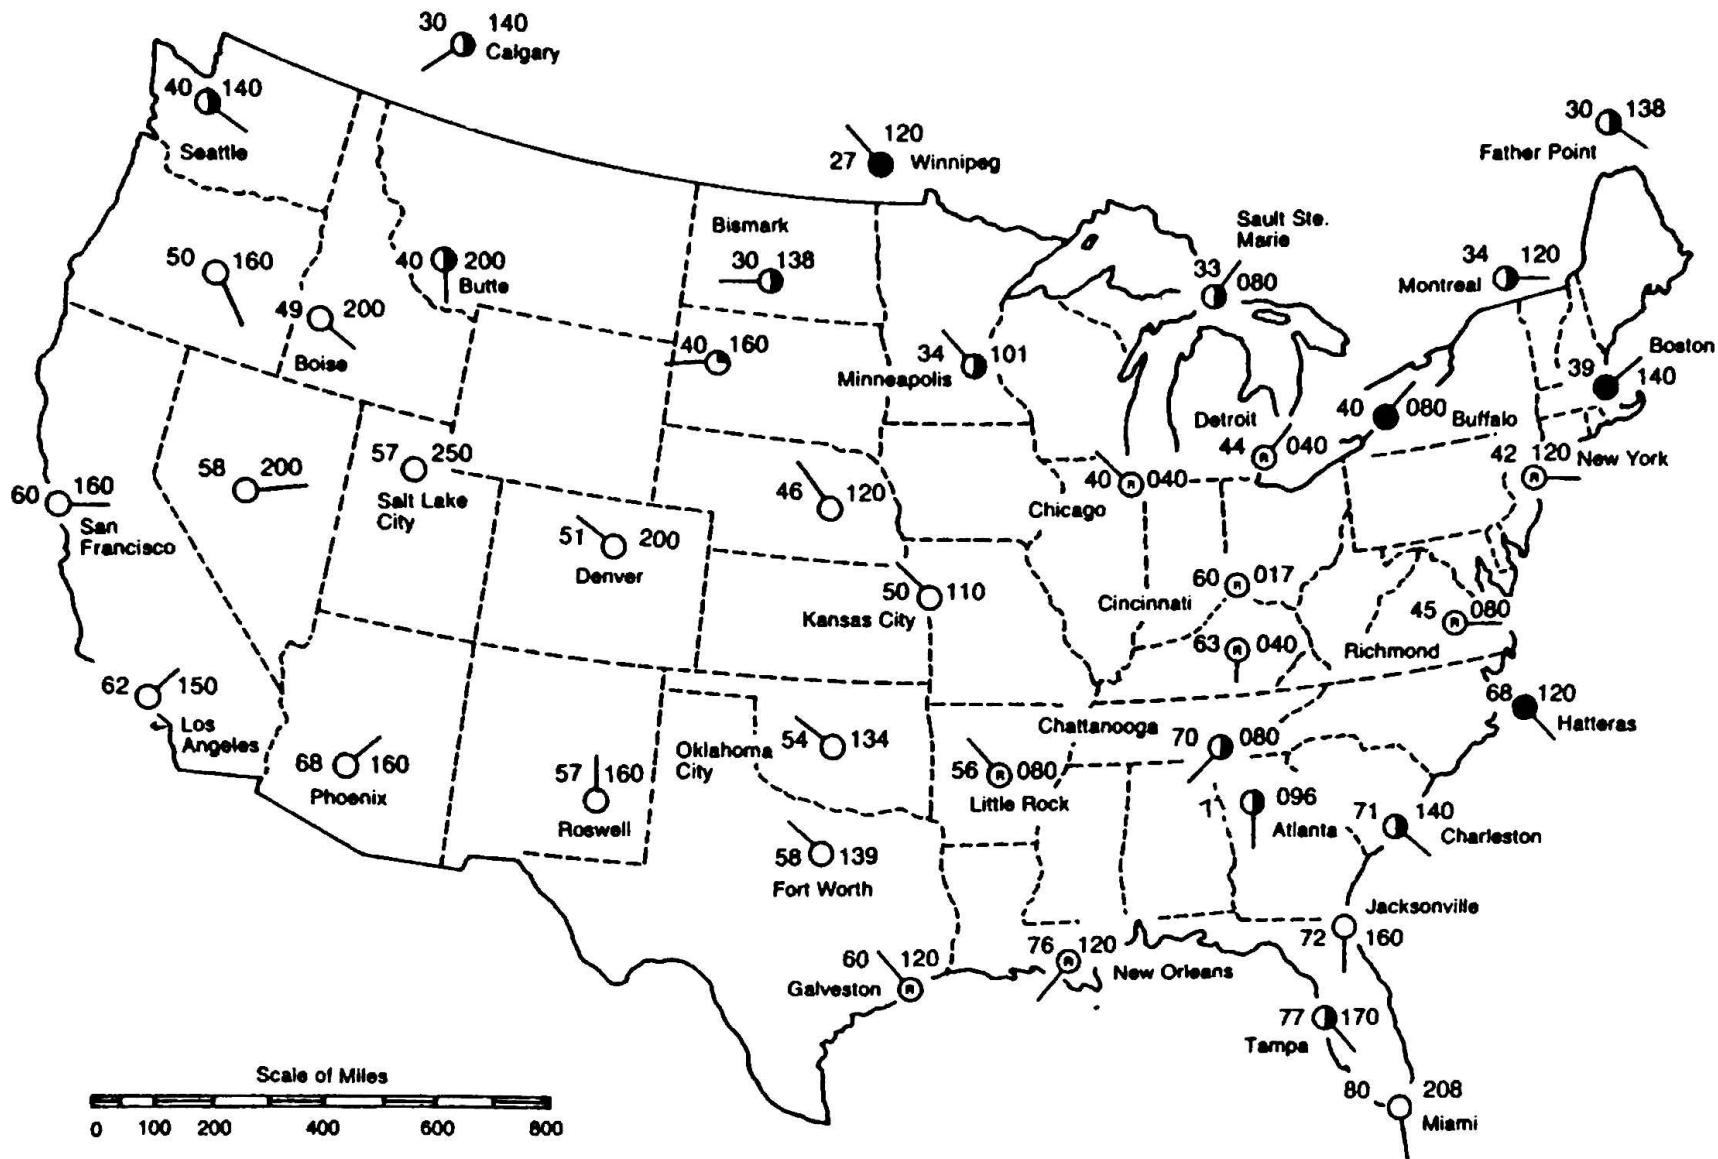 30 140
Calgary
40 140
Seattle
30 138
Father Point
120
27 Winnipeg
Bismark
30 138
Sault Ste.
Marie
33
080
34 120
Montreal
50 160
40 200
Butte
49 200
Boise
40 160
34 101
Minneapolis
Boston
39
140
Detroit
44 040
40 080
Buffalo
42 120
New York
60 160
San
Francisco
58 200
57 250
Salt Lake
City
46 120
40 040
Chicago
51 200
Denver
50 110
Kansas City
60 017
Cincinnati
45 080
Richmond
63 040
62 150
Los
Angeles
68 120
Hatteras
Chattanooga
70 080
Oklahoma
City
54 134
68 160
Phoenix
57 160
Roswell
56 R 080
Little Rock
71 096
Atlanta
71 140
Charleston
58 139
Fort Worth
Jacksonville
72 160
60 120
Galveston
76 120
New Orleans
77 170
Tampa
80 208
Miami
Scale of Miles
0 100 200 400 600 800